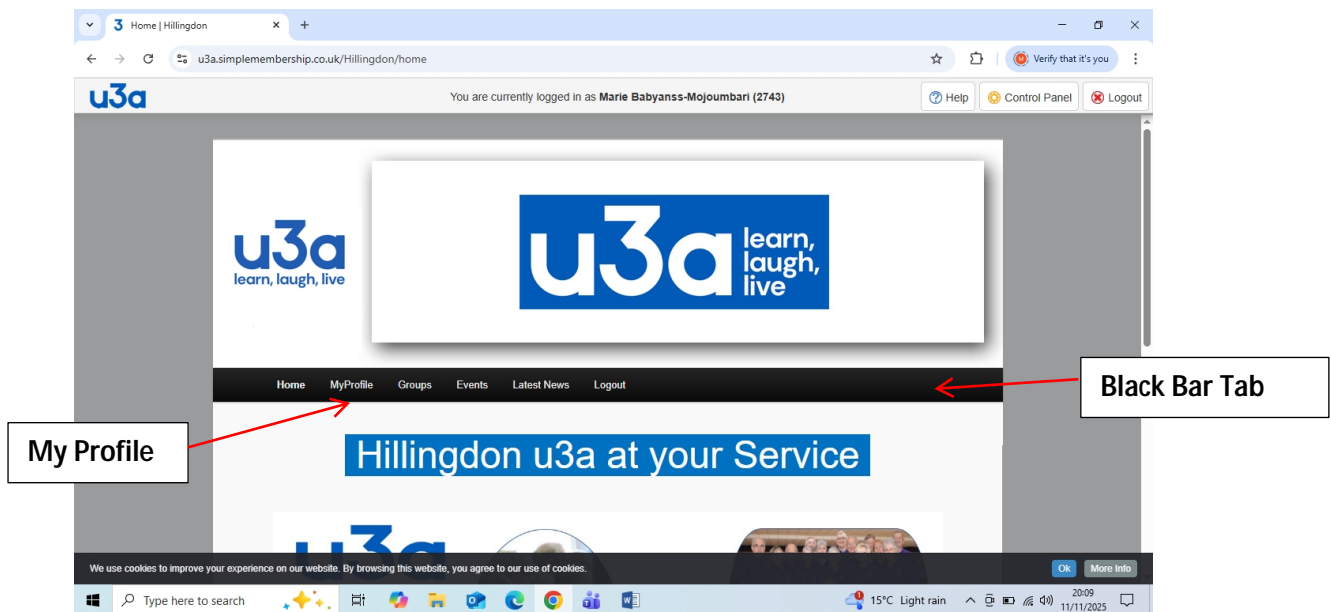 3 Home | Hillingdon
u3a.simplemembership.co.uk/Hillingdon/home
Verify that it's you
u3a
You are currently logged in as Marie Babyanss-Mojoumbari (2743)
Help
Control Panel
Logout
u3a
learn, laugh, live
u3a
learn,
laugh,
live
Home MyProfile Groups Events Latest News Logout
Black Bar Tab
My Profile
Hillingdon u3a at your Service
u3a
We use cookies to improve your experience on our website. By browsing this website, you agree to our use of cookies.
Ok
More Info
Type here to search
15°C Light rain
20:09
11/11/2025